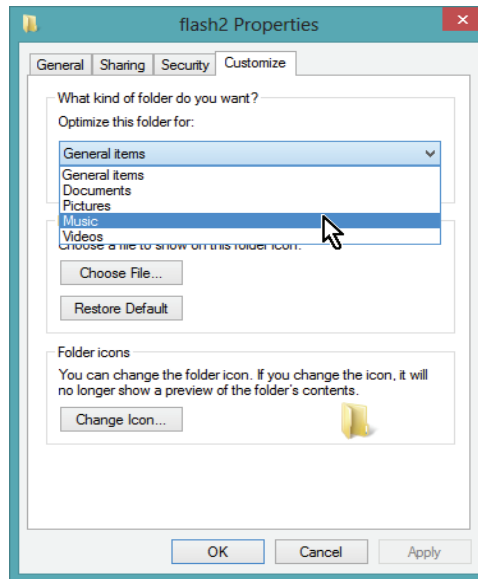 flash2 Properties
General Sharing Security Customize
What kind of folder do you want?
Optimize this folder for:
General items
General items
Documents
Pictures
Music
Videos
Choose a file to show on this folder icon.
Choose File...
Restore Default
Folder icons
You can change the folder icon. If you change the icon, it will
no longer show a preview of the folder's contents.
Change Icon...
OK Cancel Apply